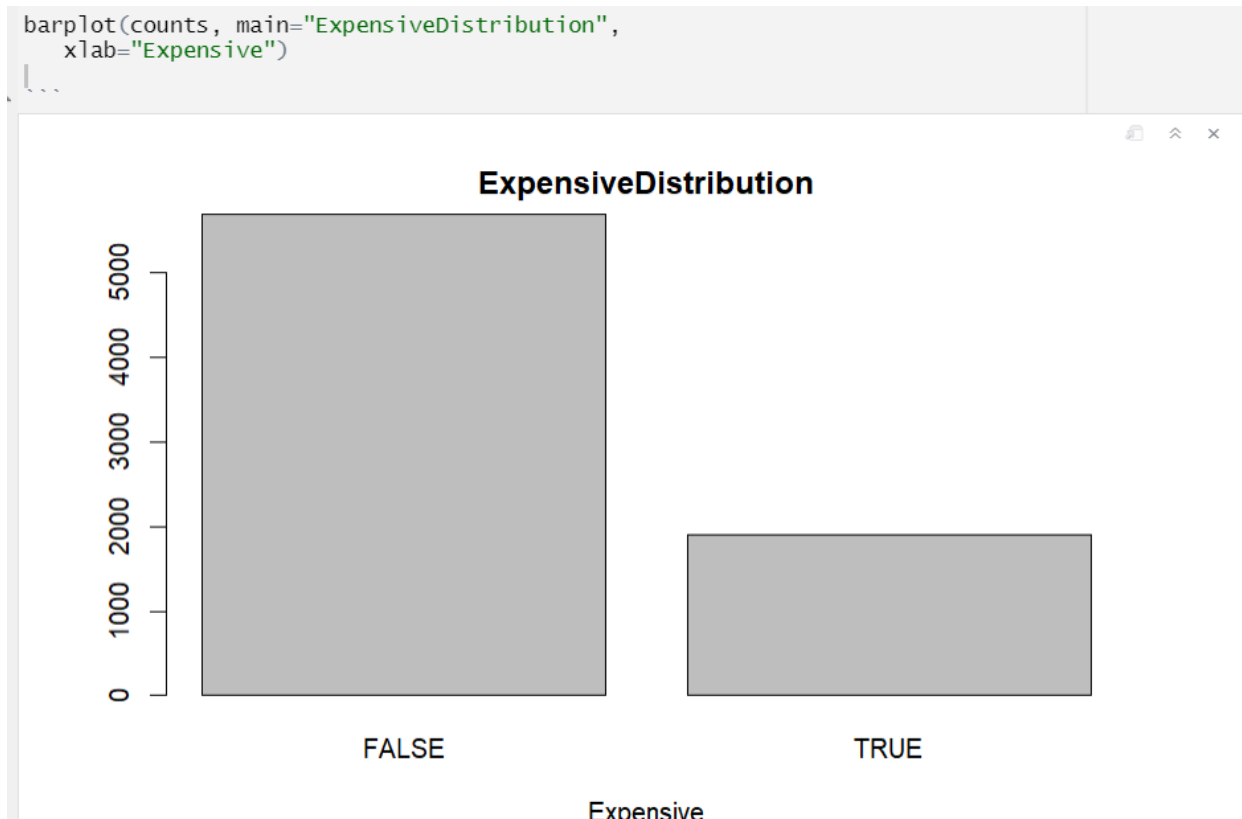 barplot(counts, main="ExpensiveDistribution",
   xlab="Expensive")
```
ExpensiveDistribution
5000
4000
3000
2000
1000
0
FALSE TRUE
Expensive